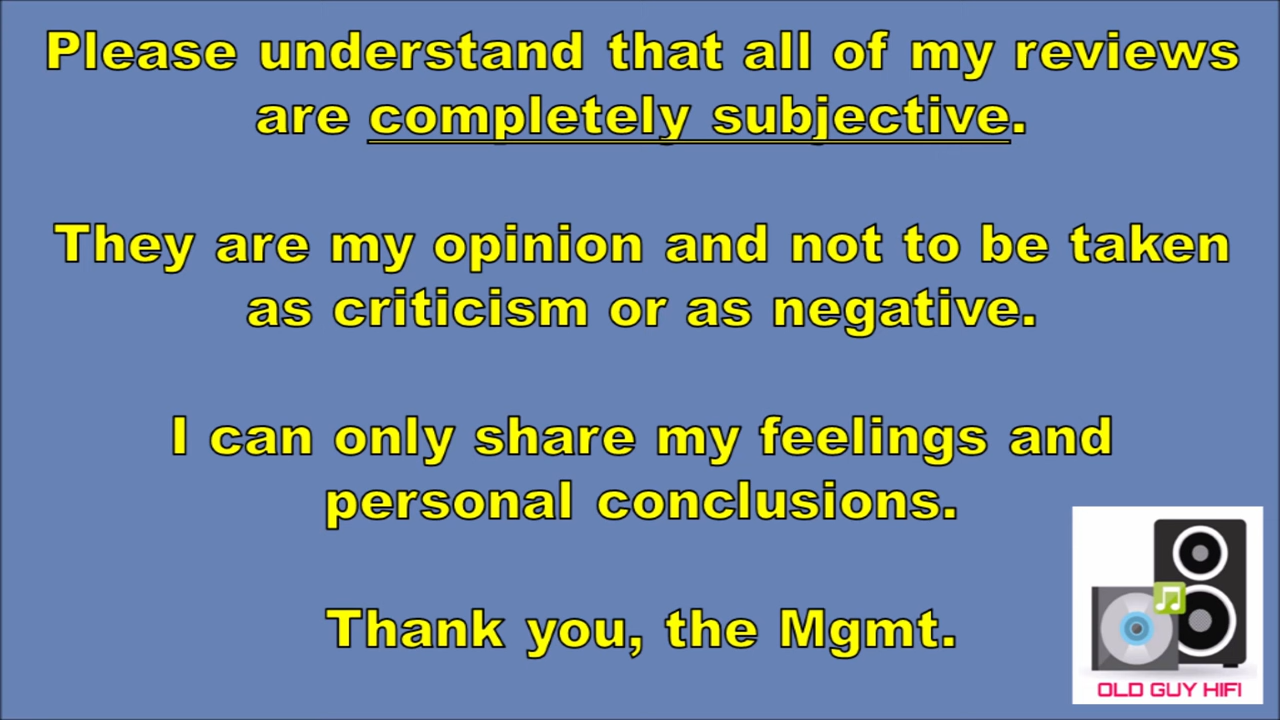 Please understand that all of my reviews
are completely subjective.
They are my opinion and not to be taken
as criticism or as negative.
I can only share my feelings and
personal conclusions.
Thank you, the Mgmt.
OLD GUY HIFI